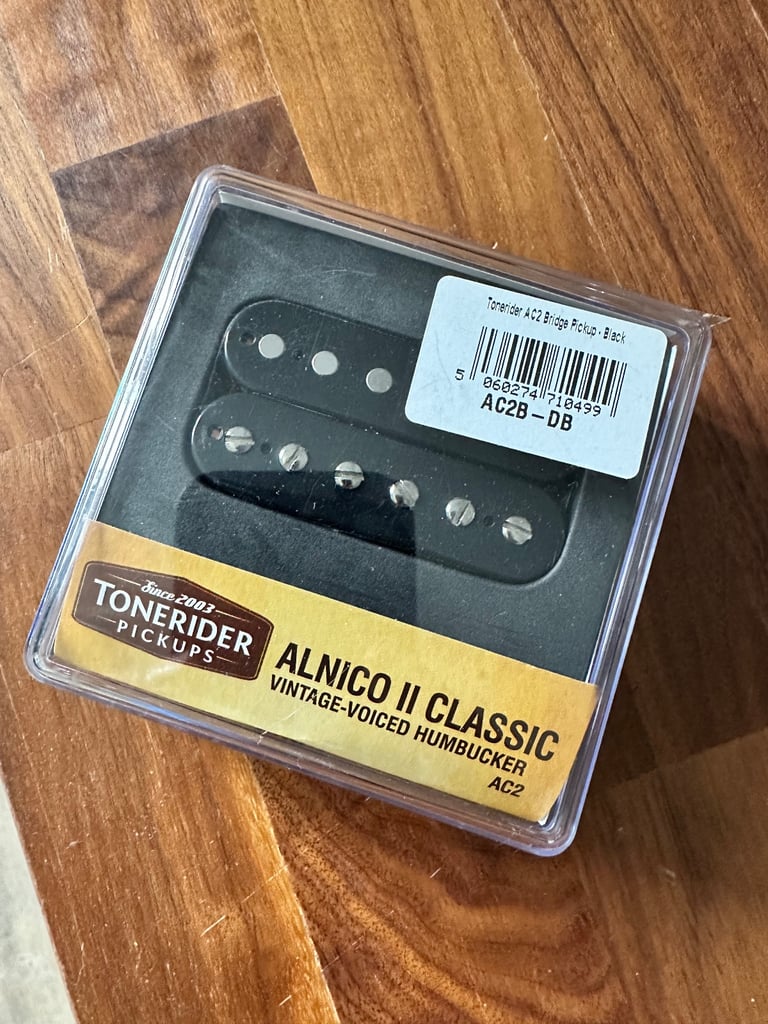 Tonerider AC2 Bridge Pickup - Black
5 060274 710499
AC2B-DB
Since 2003
TONERIDER
PICKUPS
ALNICO II CLASSIC
VINTAGE-VOICED HUMBUCKER
AC2